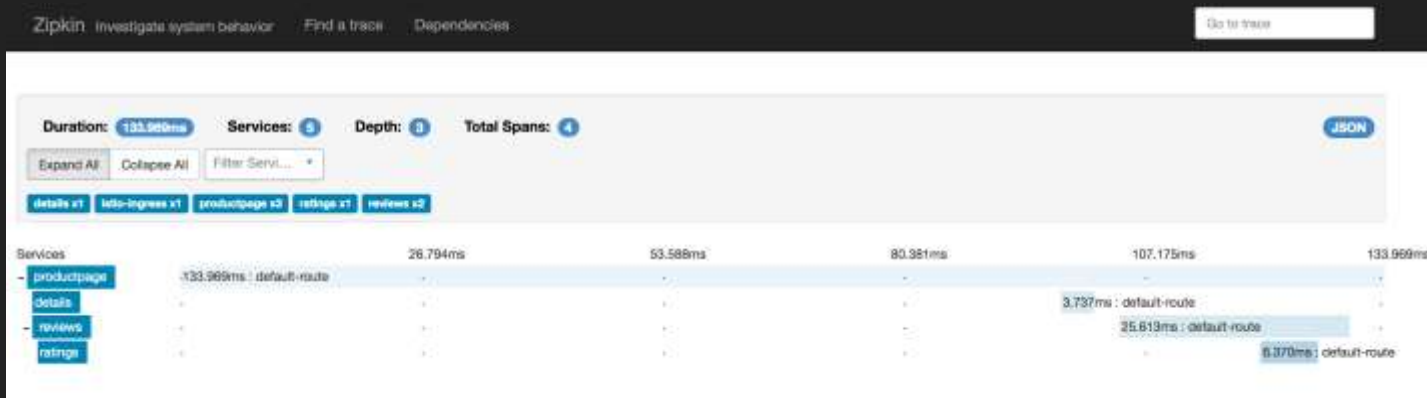 Zipkin Investigate system behavior Find a trace Dependencies Go to trace
Duration: 133.969ms Services: 5 Depth: 3 Total Spans: 4 JSON
Expand All Collapse All Filter Servi...
details x1 istio-ingress x1 productpage x3 ratings x1 reviews x2
Services 26.794ms 53.588ms 80.381ms 107.175ms 133.969ms
- productpage 133.969ms : default-route
details 3.737ms : default-route
- reviews 25.613ms : default-route
ratings 6.370ms : default-route